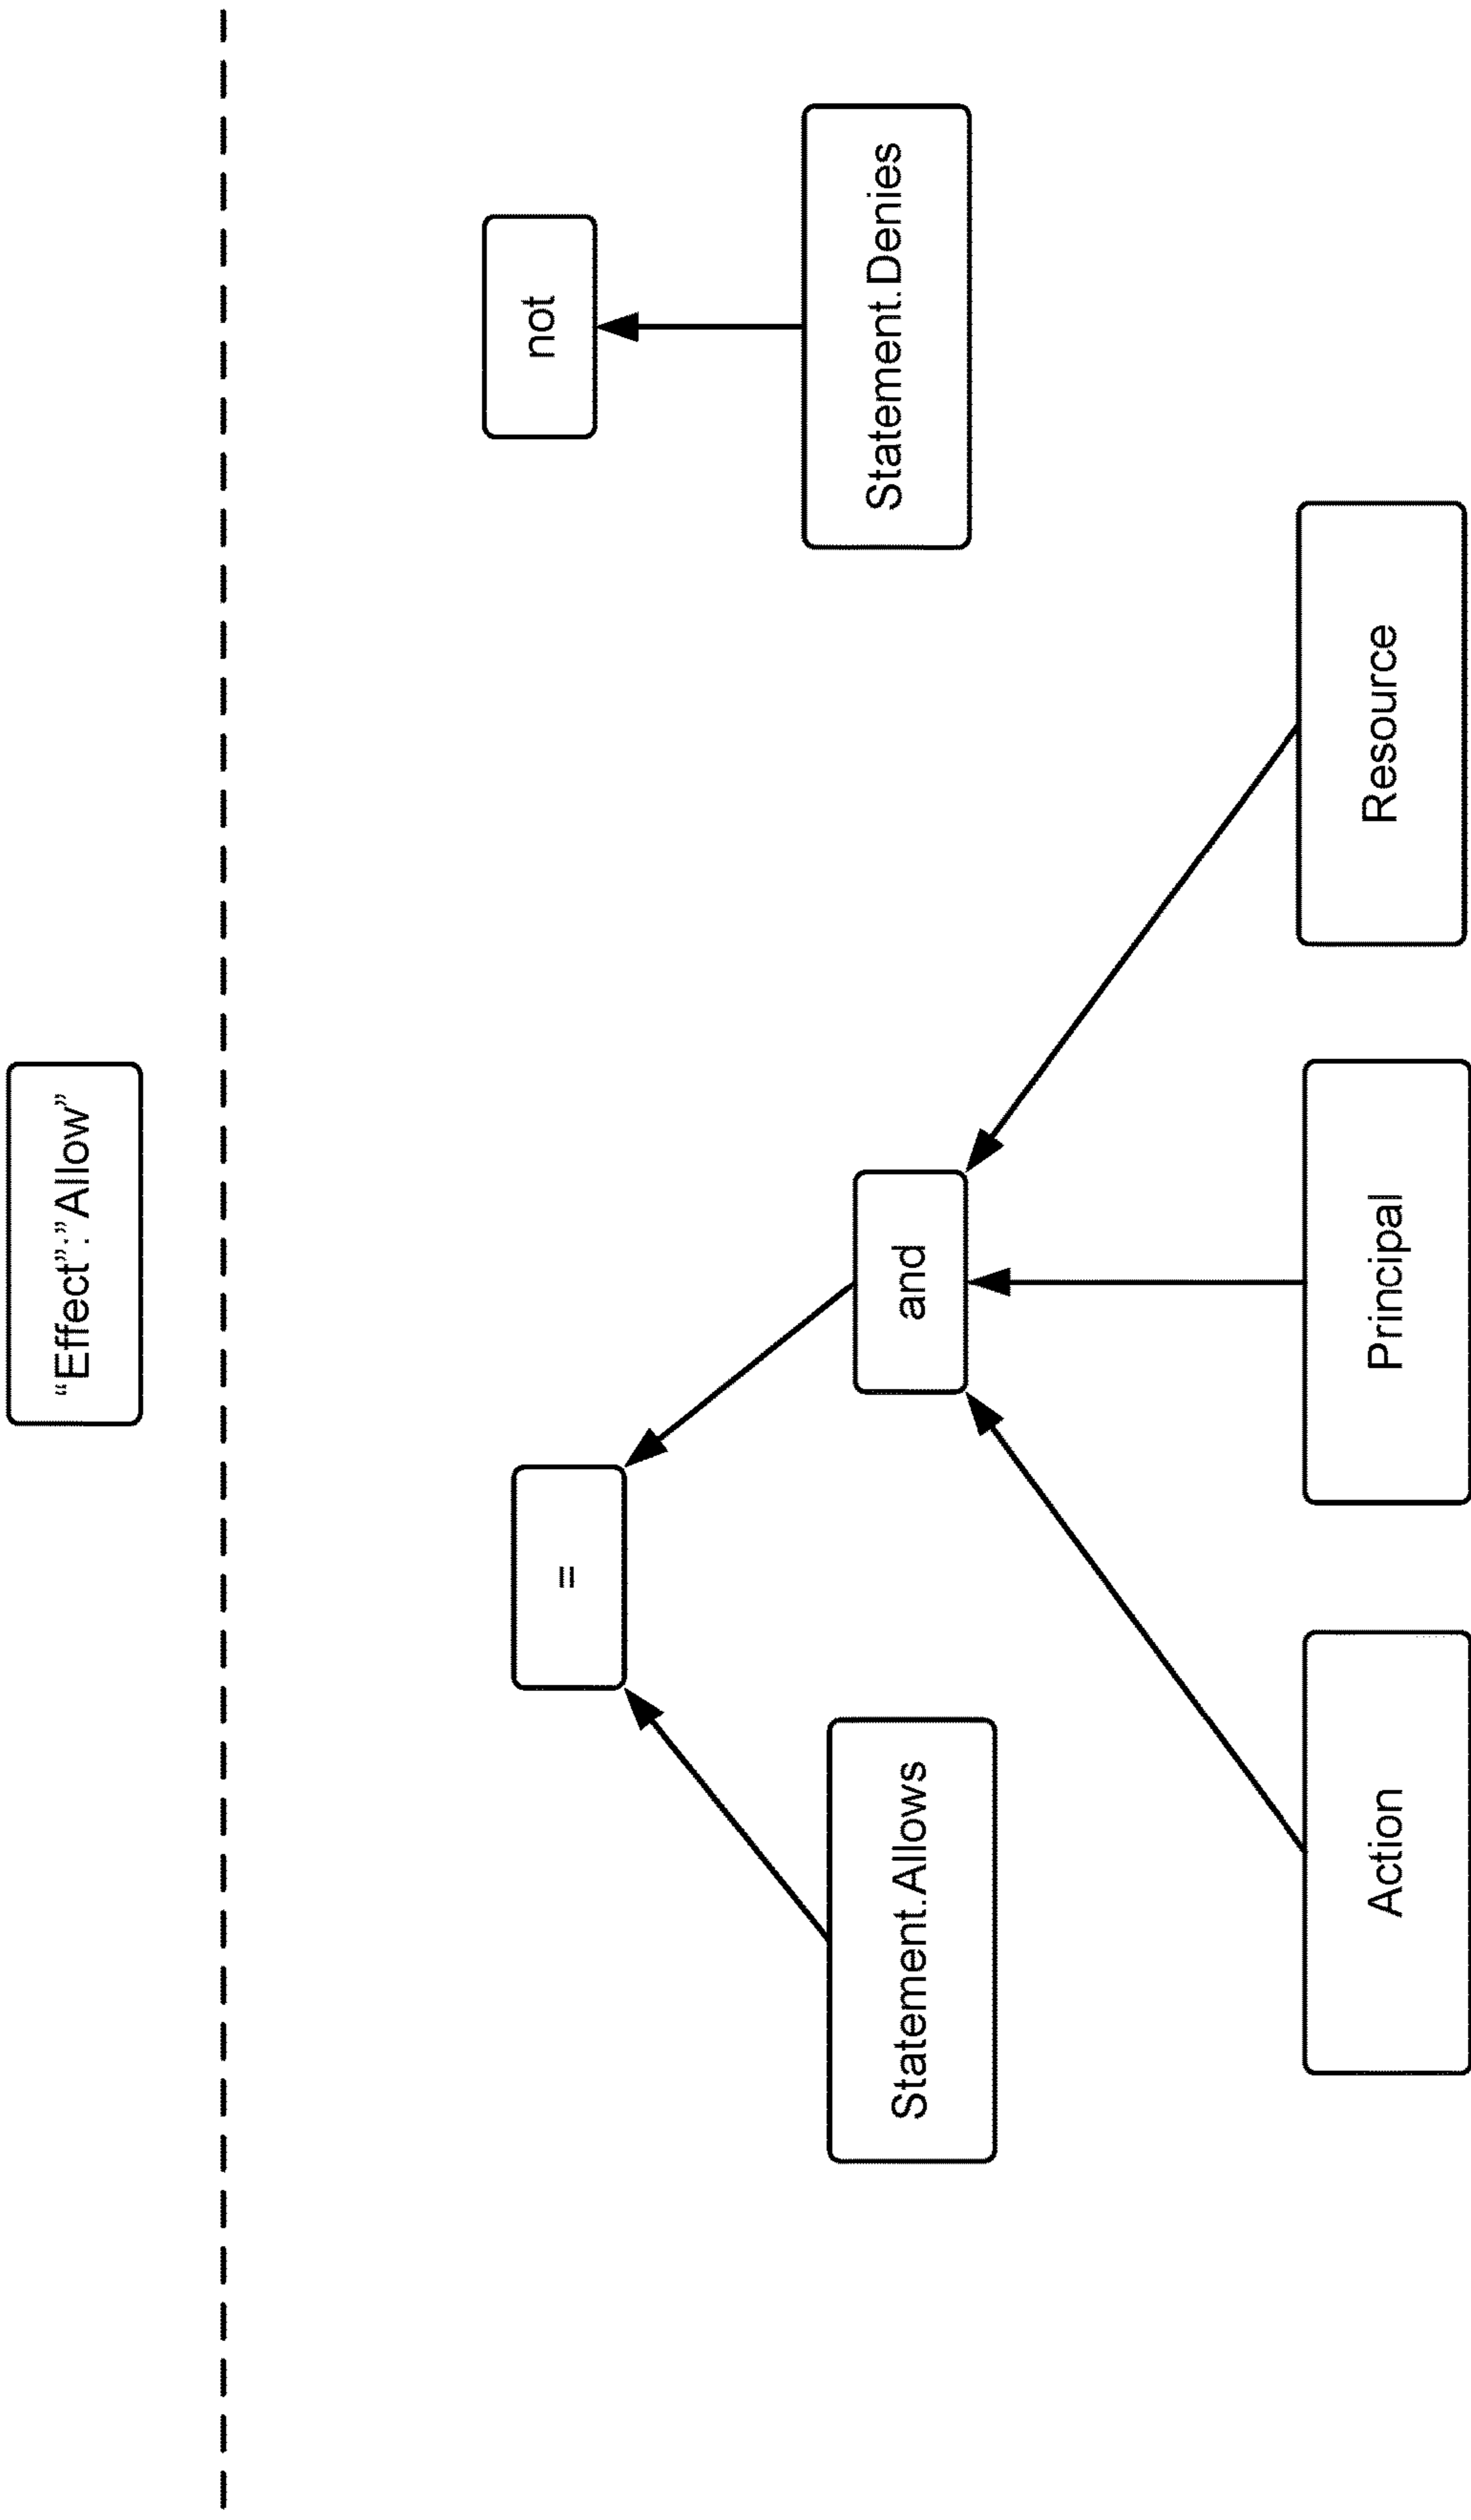 “Effect”:”Allow”
=
not
Statement.Allows
and
Statement.Denies
Action
Principal
Resource